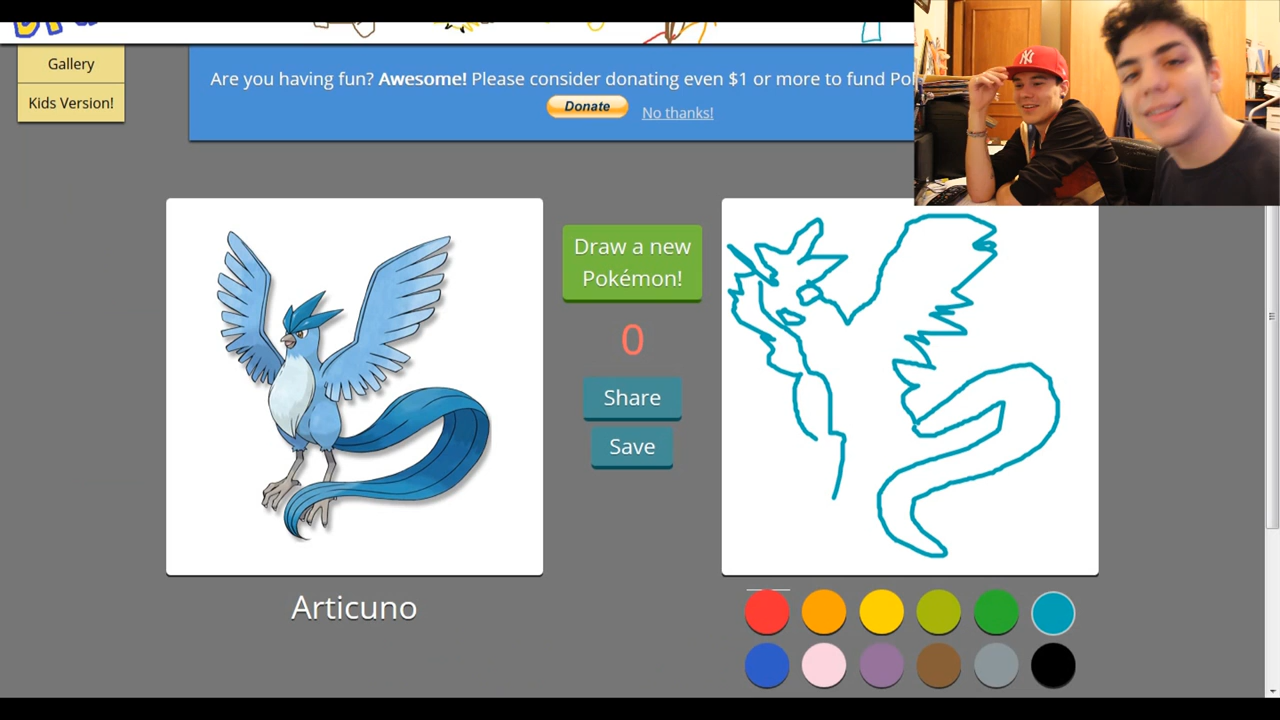 Gallery
Kids Version!
Are you having fun? Awesome! Please consider donating even $1 or more to fund
Donate
No thanks!
Draw a new
Pokémon!
0
Share
Save
Articuno
NY